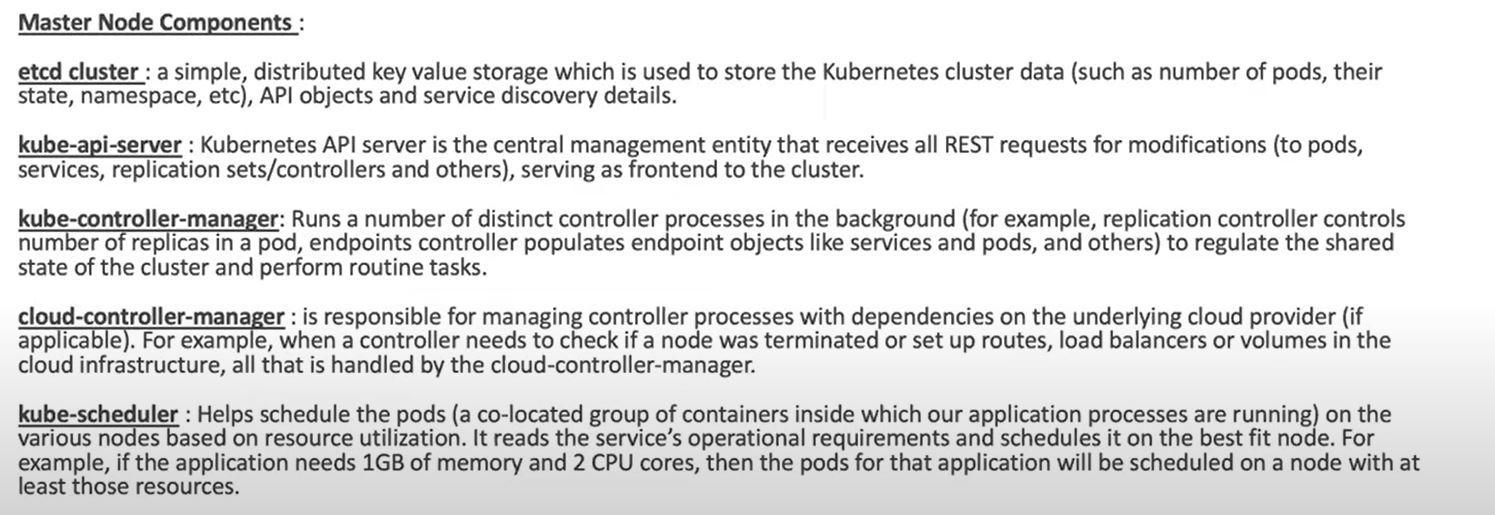 Master Node Components :
etcd cluster : a simple, distributed key value storage which is used to store the Kubernetes cluster data (such as number of pods, their
state, namespace, etc), API objects and service discovery details.
kube-api-server : Kubernetes API server is the central management entity that receives all REST requests for modifications (to pods,
services, replication sets/controllers and others), serving as frontend to the cluster.
kube-controller-manager: Runs a number of distinct controller processes in the background (for example, replication controller controls
number of replicas in a pod, endpoints controller populates endpoint objects like services and pods, and others) to regulate the shared
state of the cluster and perform routine tasks.
cloud-controller-manager : is responsible for managing controller processes with dependencies on the underlying cloud provider (if
applicable). For example, when a controller needs to check if a node was terminated or set up routes, load balancers or volumes in the
cloud infrastructure, all that is handled by the cloud-controller-manager.
kube-scheduler : Helps schedule the pods (a co-located group of containers inside which our application processes are running) on the
various nodes based on resource utilization. It reads the service's operational requirements and schedules it on the best fit node. For
example, if the application needs 1GB of memory and 2 CPU cores, then the pods for that application will be scheduled on a node with at
least those resources.